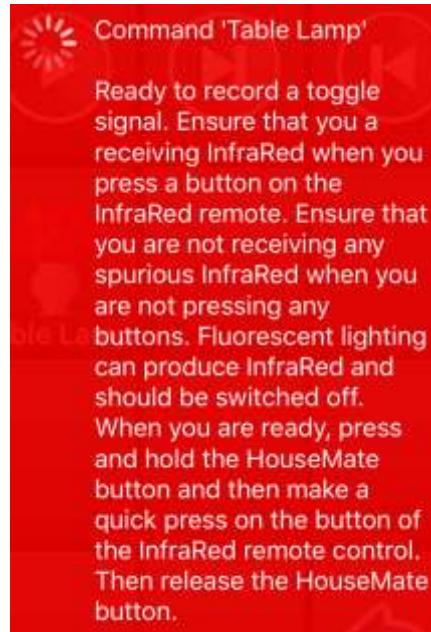 Command 'Table Lamp'
Ready to record a toggle
signal. Ensure that you a
receiving InfraRed when you
press a button on the
InfraRed remote. Ensure that
you are not receiving any
spurious InfraRed when you
are not pressing any
buttons. Fluorescent lighting
can produce InfraRed and
should be switched off.
When you are ready, press
and hold the HouseMate
button and then make a
quick press on the button of
the InfraRed remote control.
Then release the HouseMate
button.